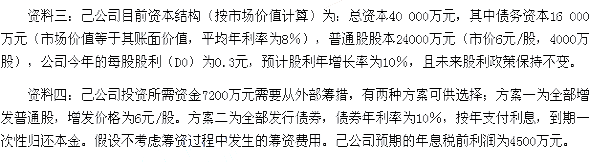 资料三：己公司目前资本结构（按市场价值计算）为：总资本40 000万元，其中债务资本16 000
万元（市场价值等于其账面价值，平均年利率为8%），普通股股本24000万元（市价6元/股，4000万
股），公司今年的每股股利（D0）为0.3元，预计股利年增长率为10%，且未来股利政策保持不变。
资料四：己公司投资所需资金7200万元需要从外部筹措，有两种方案可供选择；方案一为全部增
发普通股，增发价格为6元/股。方案二为全部发行债券，债券年利率为10%，按年支付利息，到期一
次性归还本金。假设不考虑筹资过程中发生的筹资费用。己公司预期的年息税前利润为4500万元。